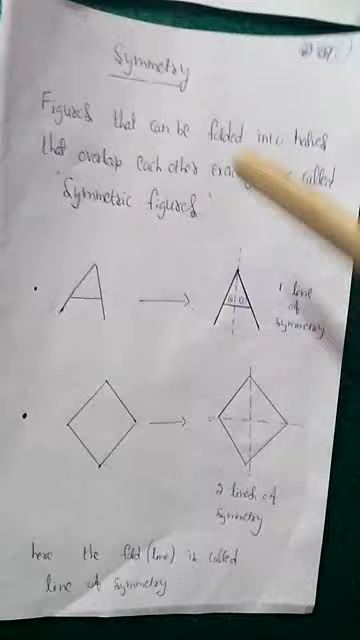 Symmetry
Figures that can be folded into halves
that overlap each other called
"Symmetric figures"
A
A
1 line
of
symmetry
2 lines of
Symmetry
here the fold (line) is called
line of symmetry